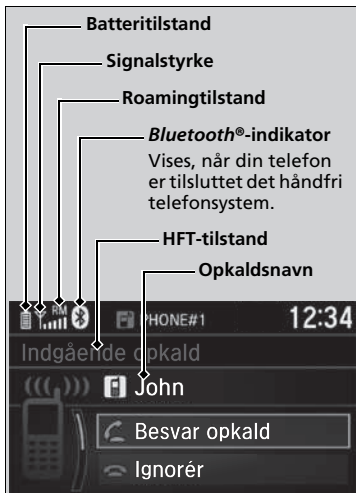 Batteritilstand
Signalstyrke
Roamingtilstand
Bluetooth®-indikator
Vises, når din telefon
er tilsluttet det håndfri
telefonsystem.
HFT-tilstand
Opkaldsnavn
RM PHONE#1 12:34
Indgående opkald
John
Besvar opkald
Ignorér